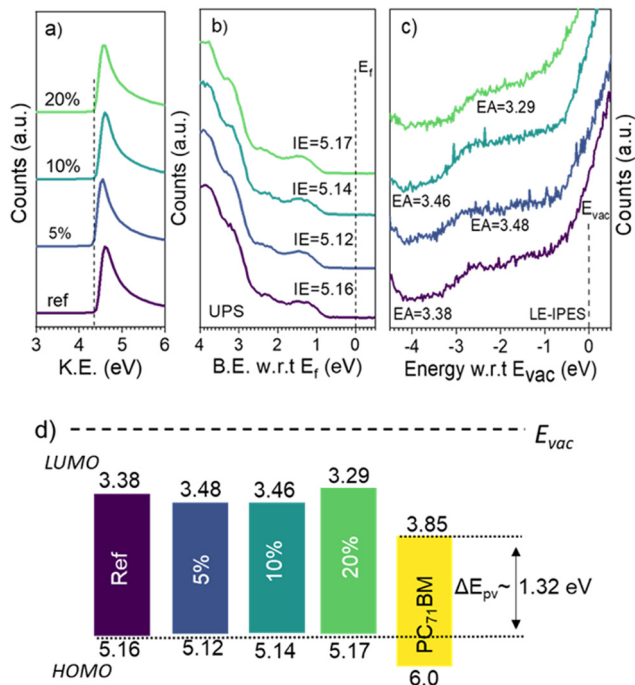 a)
20%
10%
5%
ref
Counts (a.u.)
3 4 5 6
K.E. (eV)
b)
E_f
IE=5.17
IE=5.14
IE=5.12
IE=5.16
UPS
Counts (a.u.)
4 3 2 1 0
B.E. w.r.t E_f (eV)
c)
EA=3.29
EA=3.46
EA=3.48
E_vac
EA=3.38
LE-IPES
Counts (a.u.)
-4 -3 -2 -1 0
Energy w.r.t E_vac (eV)
d)
E_vac
LUMO
3.38 3.48 3.46 3.29 3.85
Ref 5% 10% 20% PC₇₁BM
ΔE_pv~ 1.32 eV
5.16 5.12 5.14 5.17
HOMO
6.0